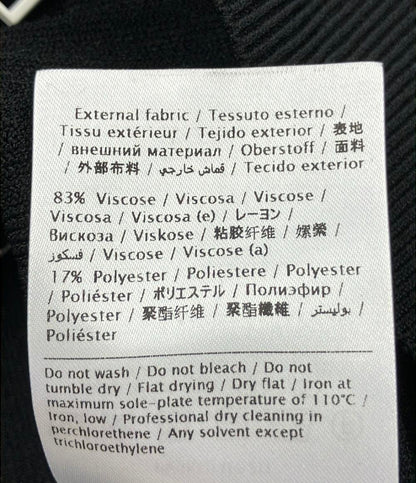 External fabric / Tessuto esterno /
Tissu extérieur / Tejido exterior / 表地
/ внешний материал / Oberstoff / 面料
/ 外部布料 / قماش خارجي / Tecido exterior
83% Viscose / Viscosa / Viscose /
Viscosa / Viscosa (e) / レーヨン /
Вискоза / Viskose / 粘胶纤维 / 嫘縈 /
فسكوز / Viscose / Viscose (a)
17% Polyester / Poliestere / Polyester
/ Poliéster / ポリエステル / Полиэфир /
Polyester / 聚酯纤维 / 聚酯纖維 / بوليستر /
Poliéster
Do not wash / Do not bleach / Do not
tumble dry / Flat drying / Dry flat / Iron at
maximum sole-plate temperature of 110°C /
Iron, low / Professional dry cleaning in
perchlorethene / Any solvent except
trichloroethylene